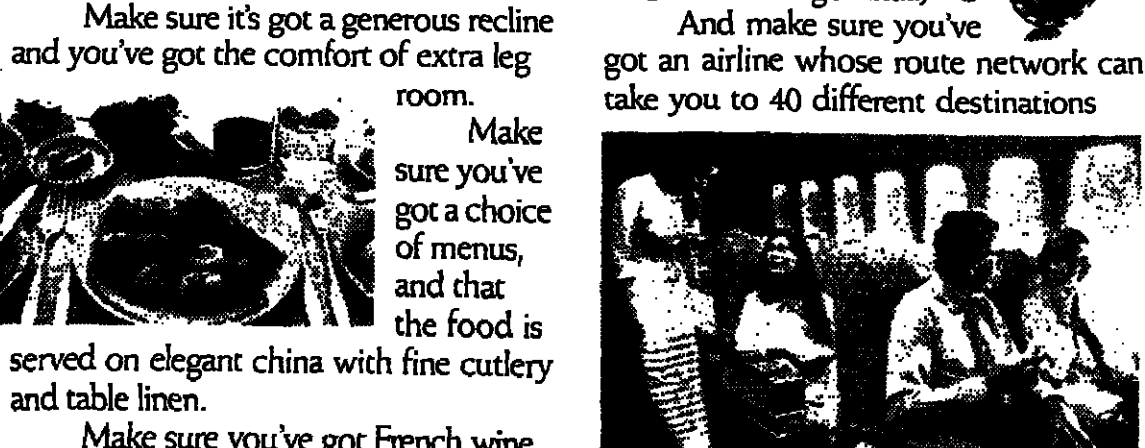 Make sure it's got a generous recline
and you've got the comfort of extra leg
room.
Make
sure you've
got a choice
of menus,
and that
the food is
served on elegant china with fine cutlery
and table linen.
Make sure you've got French wine
And make sure you've
got an airline whose route network can
take you to 40 different destinations